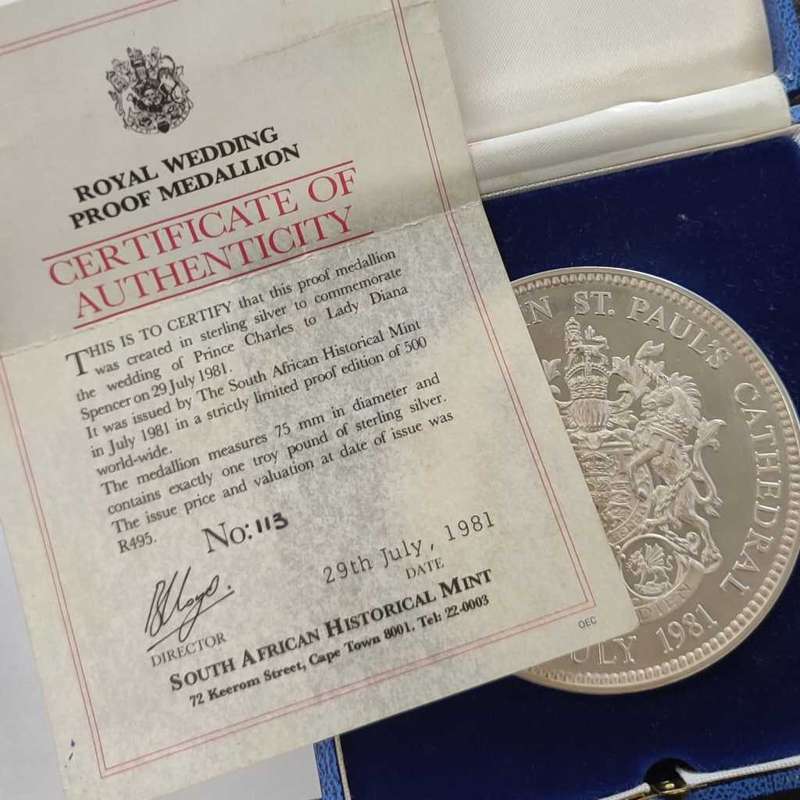 ROYAL WEDDING
PROOF MEDALLION
CERTIFICATE OF
AUTHENTICITY
THIS IS TO CERTIFY that this proof medallion
was created in sterling silver to commemorate
the wedding of Prince Charles to Lady Diana
Spencer on 29 July 1981.
It was issued by The South African Historical Mint
in July 1981 in a strictly limited proof edition of 500
world-wide.
The medallion measures 75 mm in diameter and
contains exactly one troy pound of sterling silver.
The issue price and valuation at date of issue was
R495.
No: 113
29th July, 1981
DIRECTOR
DATE
SOUTH AFRICAN HISTORICAL MINT
72 Keerom Street, Cape Town 8001. Tel: 22-0003
OEC
IN ST. PAUL'S CATHEDRAL
ULY 1981
DIEN